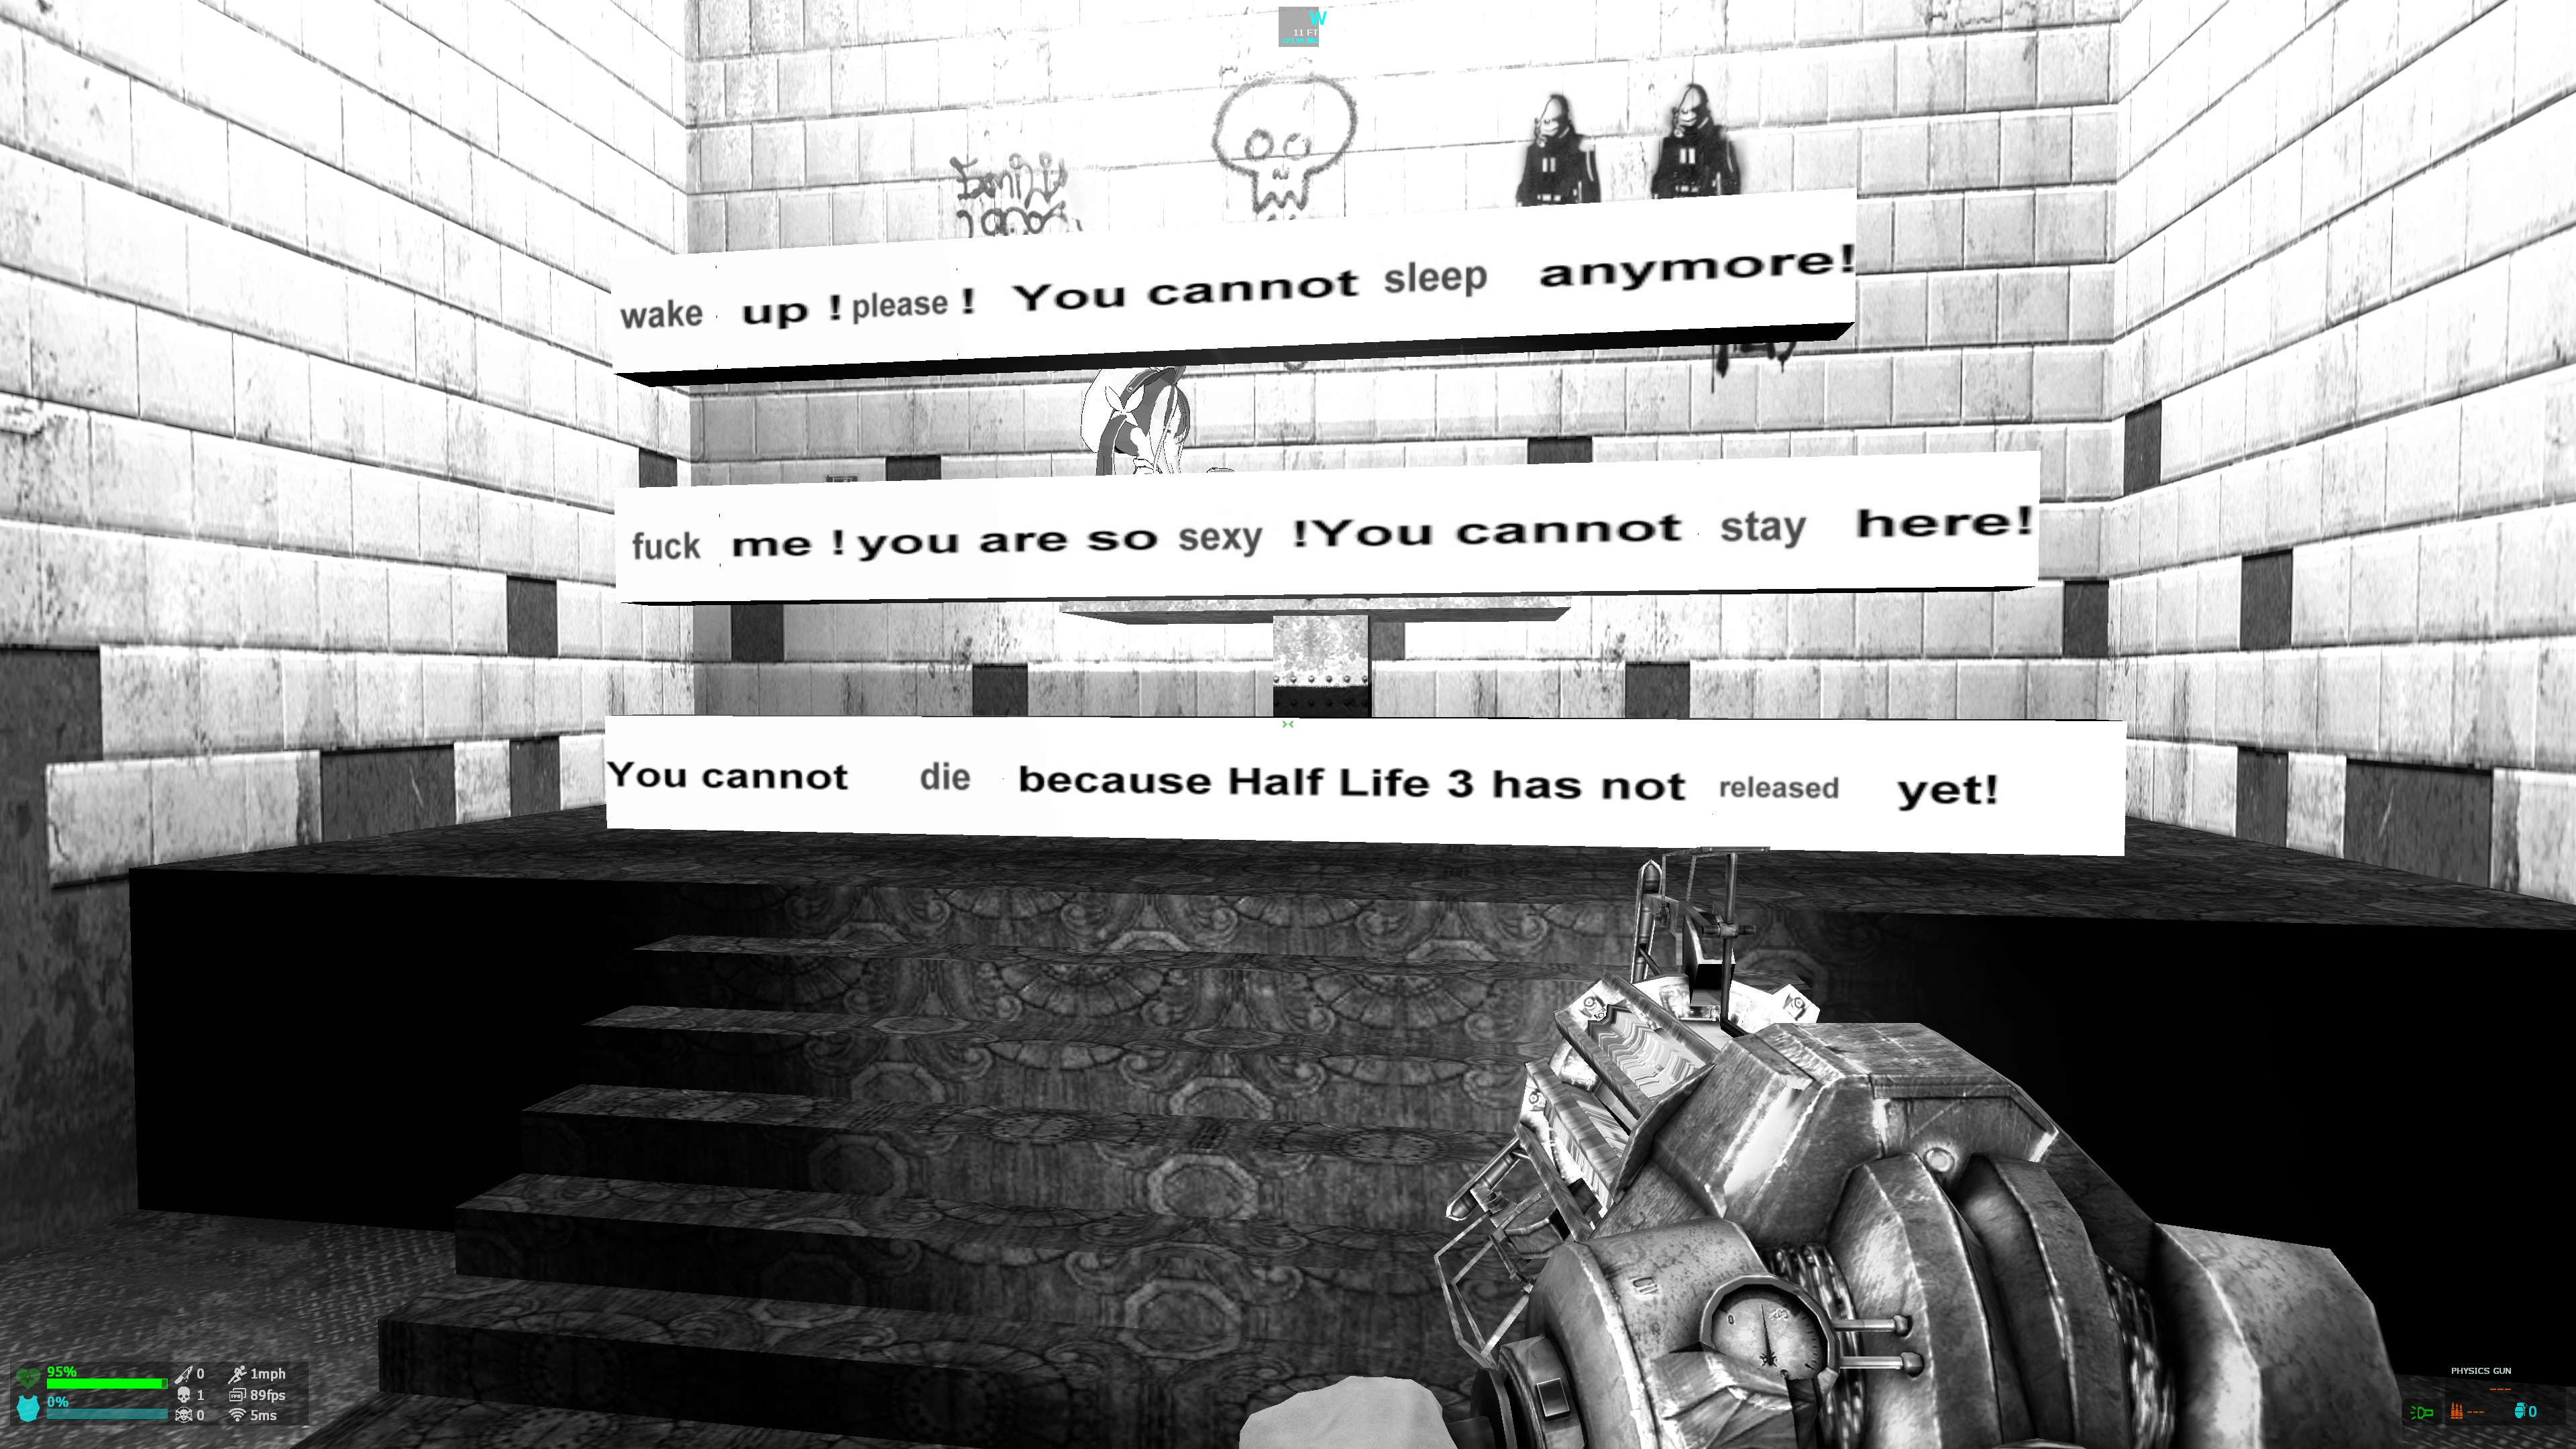 W
11 FT
wake up ! please ! You cannot sleep anymore!
fuck me ! you are so sexy !You cannot stay here!
You cannot die because Half Life 3 has not released yet!
95%
0
1mph
1
89fps
0%
0
5ms
PHYSICS GUN
---
---
0